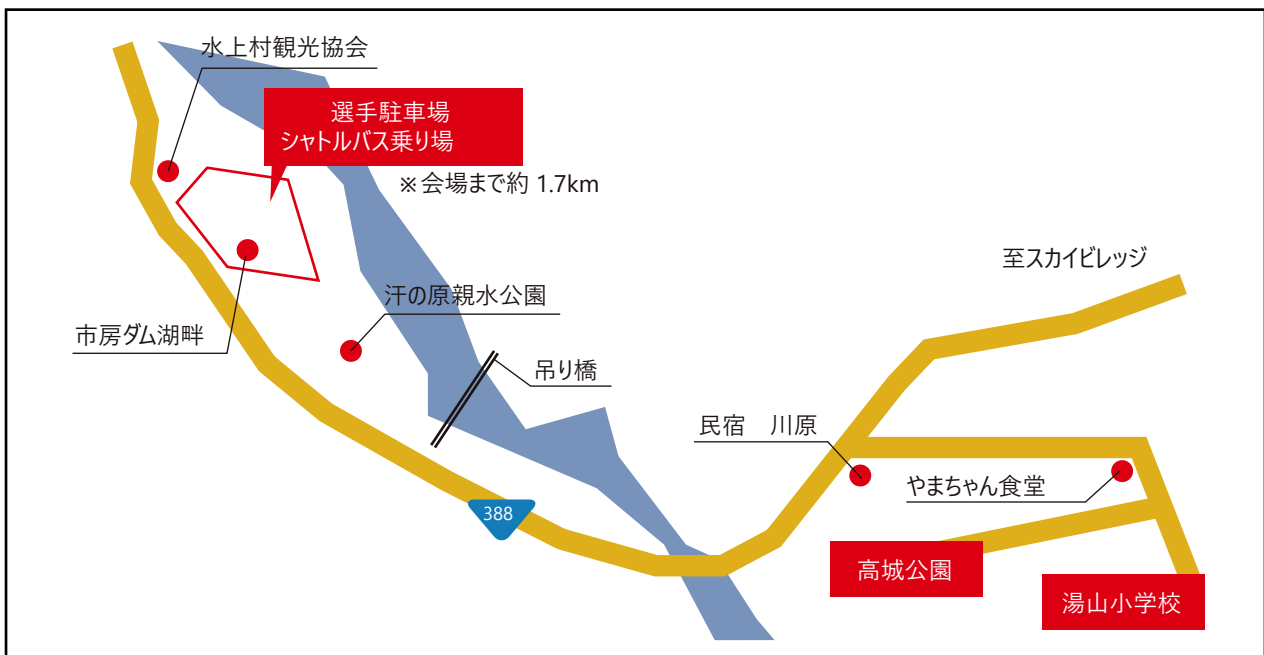 水上村観光協会
選手駐車場
シャトルバス乗り場
※会場まで約 1.7km
至スカイビレッジ
汗の原親水公園
市房ダム湖畔
吊り橋
民宿　川原
やまちゃん食堂
388
高城公園
湯山小学校